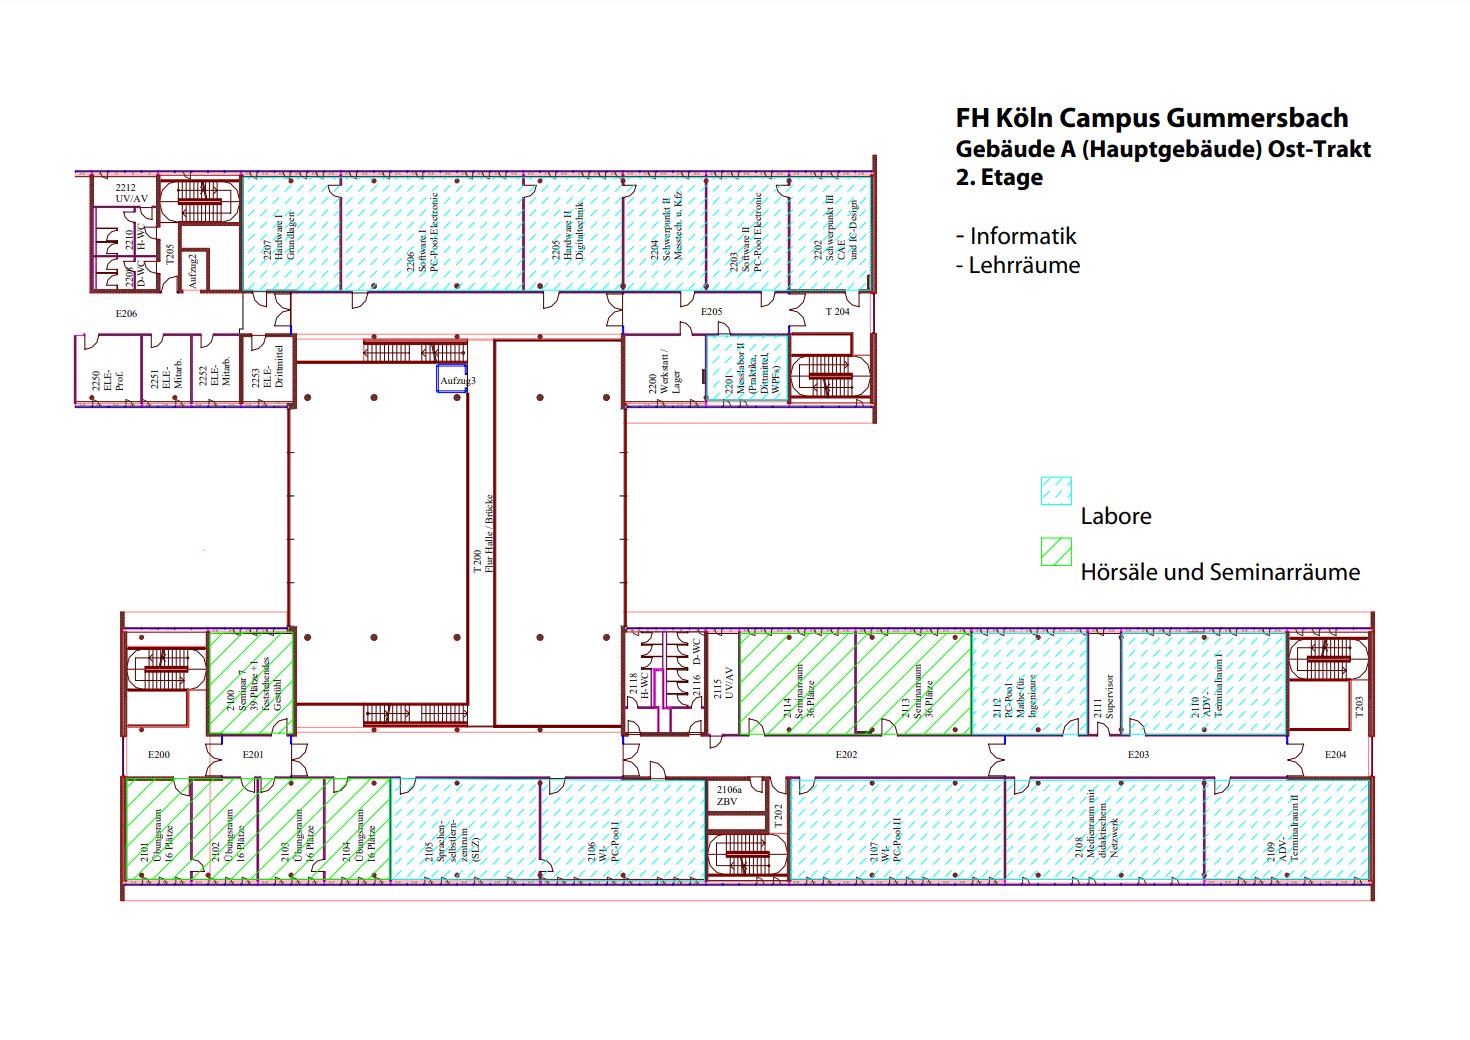 FH Köln Campus Gummersbach
Gebäude A (Hauptgebäude) Ost-Trakt
2. Etage
- Informatik
- Lehrräume
2212
UV/AV
2210
H-WC
2208
D-WC
T205
Aufzug2
2207
Hardware I
Grundlagen
2206
Software I
PC-Pool Electronic
2205
Hardware II
Digitaltechnik
2204
Schwerpunkt II
Messtech. u. Kfz
2203
Software II
PC-Pool Electronic
2202
Schwerpunkt III
CAE
und IC-Design
E206
E205
T 204
2250
ELE-
Prof.
2251
ELE-
Mitarb.
2252
ELE-
Mitarb.
2253
ELE-
Drittmittel
Aufzug3
2200
Werkstatt /
Lager
2201
Messlabor II
(Praktika,
Dittmittel,
WPFs)
T 200
Flur Halle / Brücke
Labore
Hörsäle und Seminarräume
2100
Seminar 7
39 Plätze + 1
feststehendes
Gestühl
2118
H-WC
2116
D-WC
2115
UV/AV
2114
Seminarraum
36 Plätze
2113
Seminarraum
36 Plätze
2112
PC-Pool
Mathe für
Ingenieure
2111
Supervisor
2110
ADV-
Terminalraum I
T203
E200
E201
E202
E203
E204
2101
Übungsraum
16 Plätze
2102
Übungsraum
16 Plätze
2103
Übungsraum
16 Plätze
2104
Übungsraum
16 Plätze
2105
Sprachen-
selbstlern-
zentrum
(SLZ)
2106
WI-
PC-Pool I
2106a
ZBV
T 202
2107
WI-
PC-Pool II
2108
Medienraum mit
didaktischem
Netzwerk
2109
ADV-
Terminalraum II